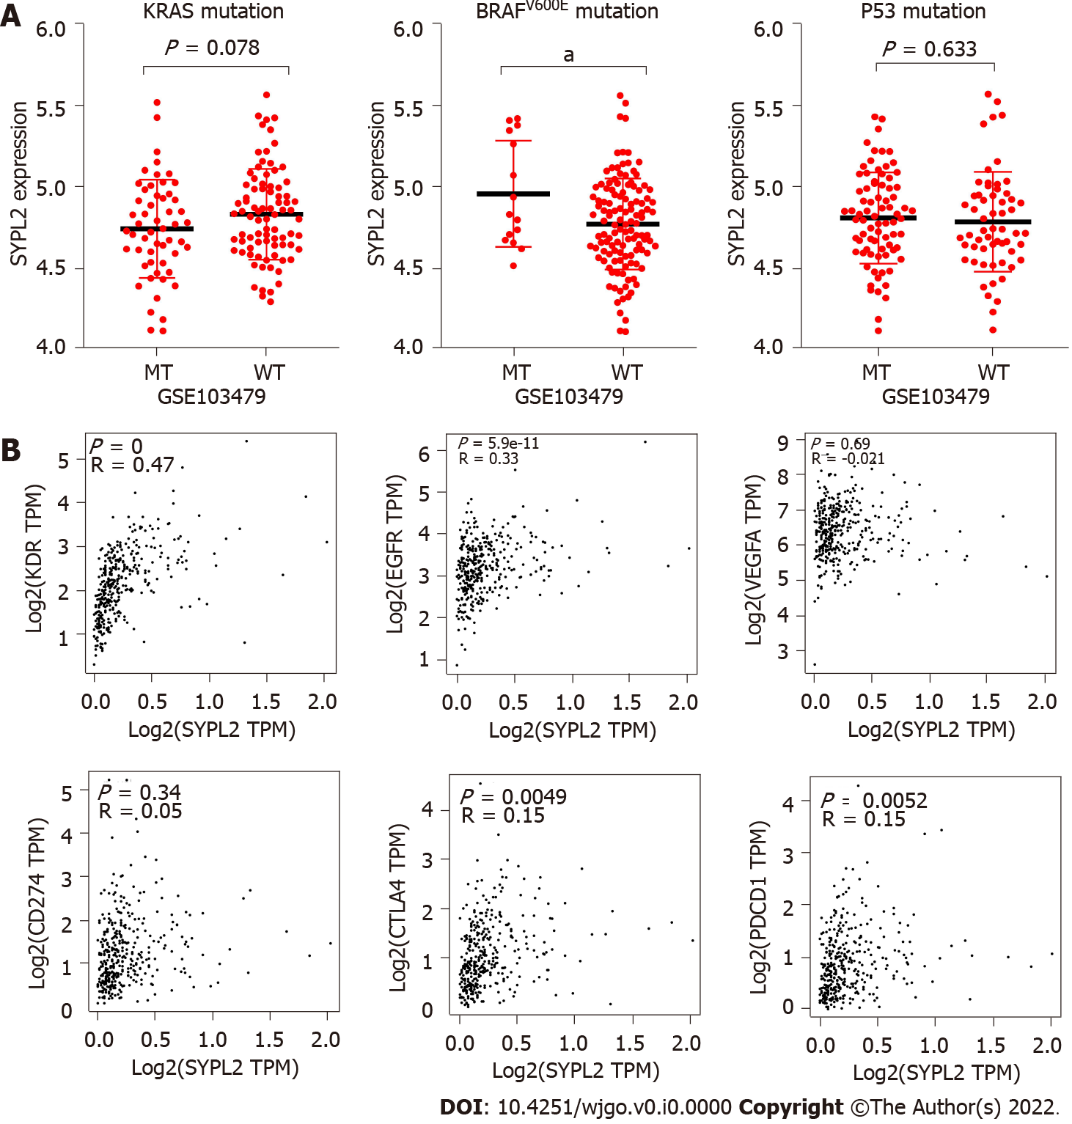 A
KRAS mutation
P = 0.078
SYPL2 expression
6.0
5.5
5.0
4.5
4.0
MT
WT
GSE103479
BRAFV600E mutation
a
SYPL2 expression
6.0
5.5
5.0
4.5
4.0
MT
WT
GSE103479
P53 mutation
P = 0.633
SYPL2 expression
6.0
5.5
5.0
4.5
4.0
MT
WT
GSE103479
B
P = 0
R = 0.47
Log2(KDR TPM)
5
4
3
2
1
0.0 0.5 1.0 1.5 2.0
Log2(SYPL2 TPM)
P = 5.9e-11
R = 0.33
Log2(EGFR TPM)
6
5
4
3
2
1
0.0 0.5 1.0 1.5 2.0
Log2(SYPL2 TPM)
P = 0.69
R = -0.021
Log2(VEGFA TPM)
9
8
7
6
5
4
3
0.0 0.5 1.0 1.5 2.0
Log2(SYPL2 TPM)
P = 0.34
R = 0.05
Log2(CD274 TPM)
5
4
3
2
1
0
0.0 0.5 1.0 1.5 2.0
Log2(SYPL2 TPM)
P = 0.0049
R = 0.15
Log2(CTLA4 TPM)
4
3
2
1
0
0.0 0.5 1.0 1.5 2.0
Log2(SYPL2 TPM)
P = 0.0052
R = 0.15
Log2(PDCD1 TPM)
4
3
2
1
0
0.0 0.5 1.0 1.5 2.0
Log2(SYPL2 TPM)
DOI: 10.4251/wjgo.v0.i0.0000 Copyright ©The Author(s) 2022.